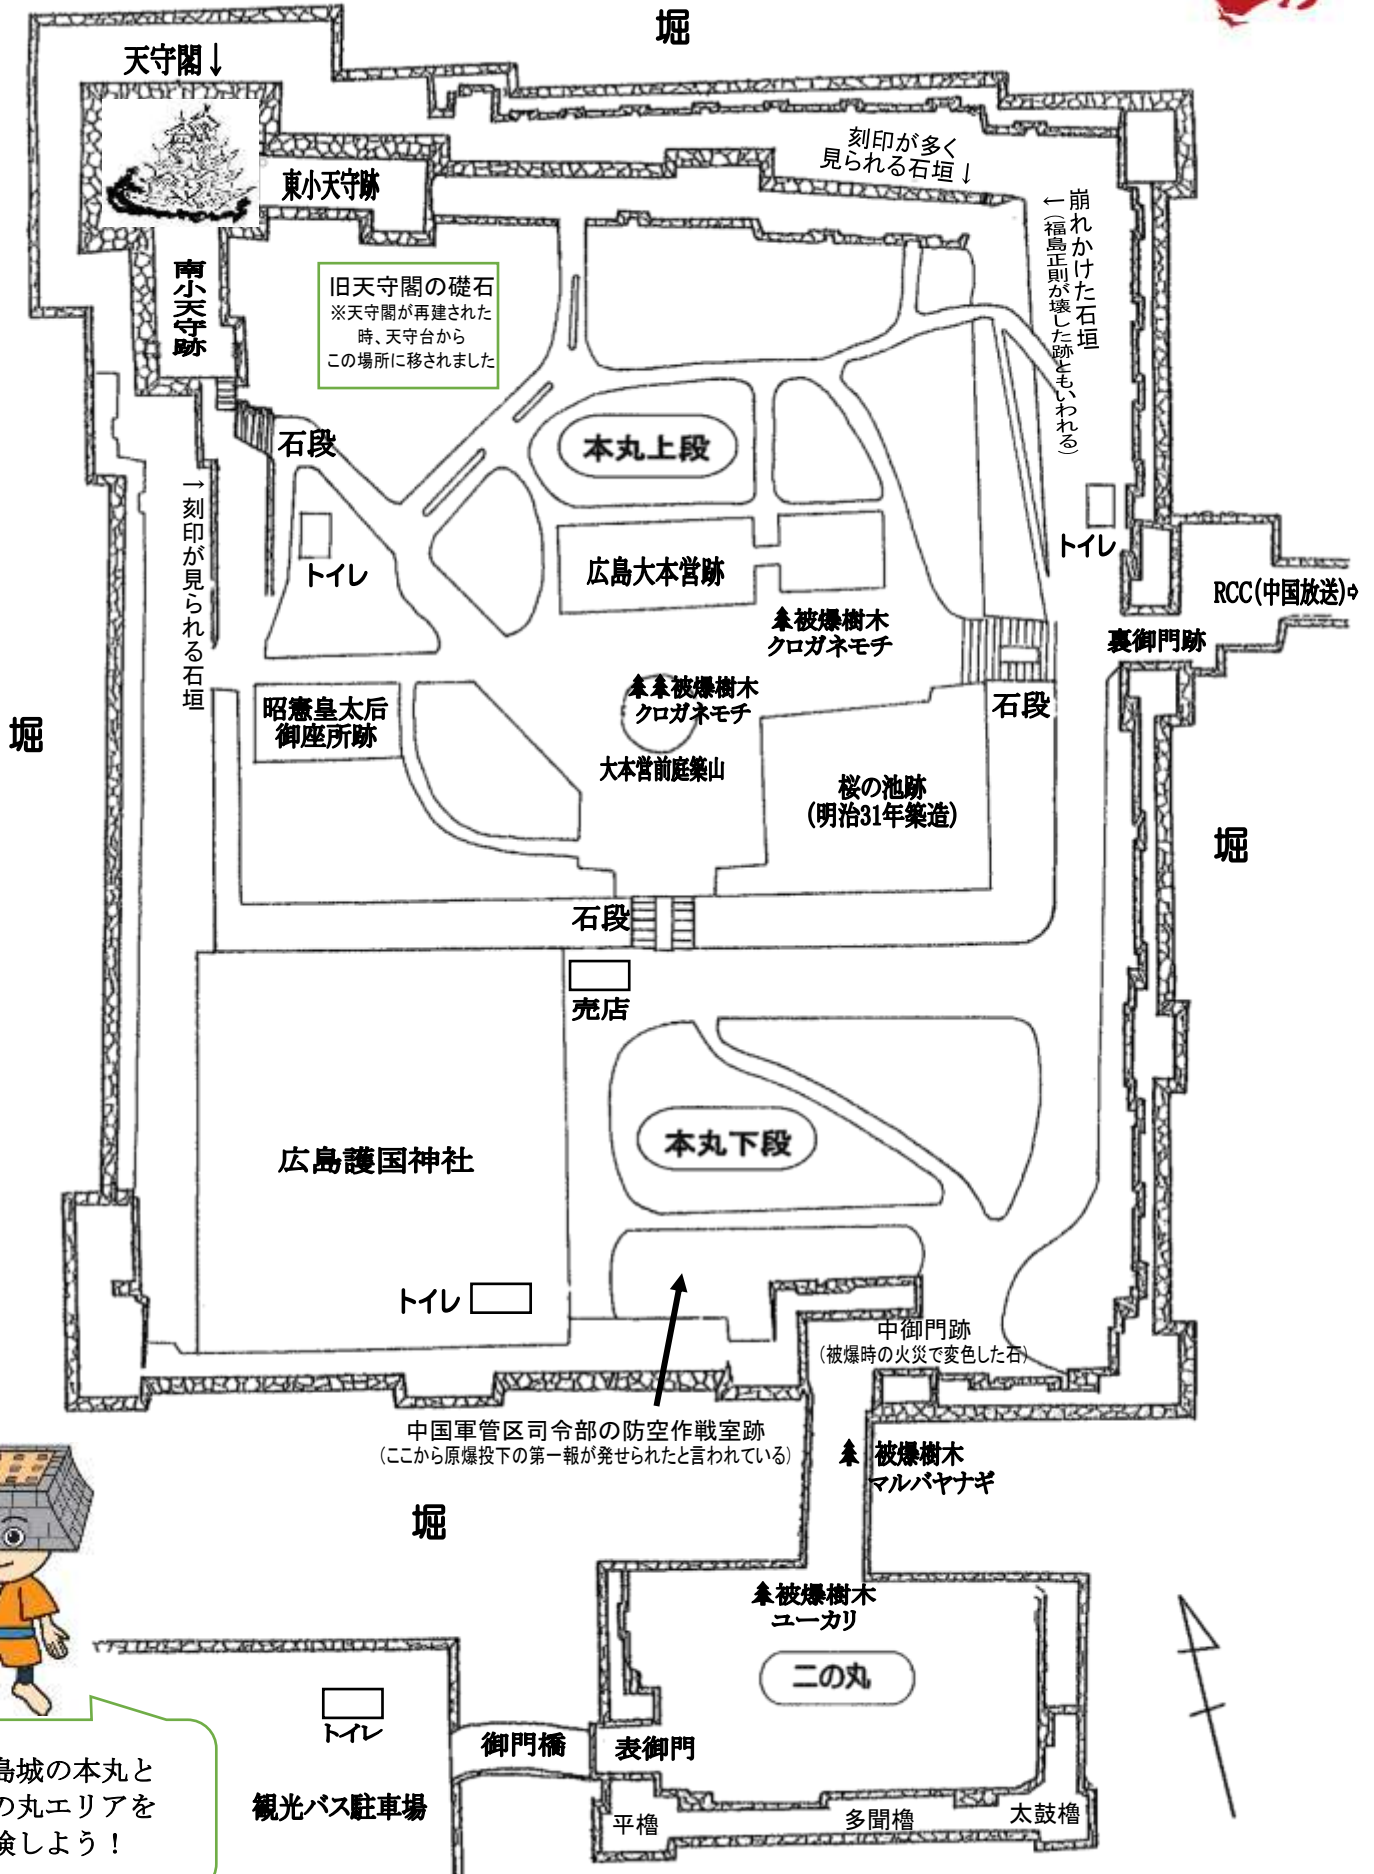 堀
天守閣↓
刻印が多く
見られる石垣↓
東小天守跡
←崩れかけた石垣
(福島正則が壊した跡ともいわれる)
南小天守跡
旧天守閣の礎石
※天守閣が再建された
時、天守台から
この場所に移されました
石段
本丸上段
→刻印が見られる石垣
トイレ
トイレ
広島大本営跡
RCC(中国放送)⇨
被爆樹木
クロガネモチ
裏御門跡
被爆樹木
クロガネモチ
石段
昭憲皇太后
御座所跡
堀
大本営前庭築山
桜の池跡
(明治31年築造)
堀
石段
売店
本丸下段
広島護国神社
トイレ
中御門跡
(被爆時の火災で変色した石)
中国軍管区司令部の防空作戦室跡
(ここから原爆投下の第一報が発せられたと言われている)
被爆樹木
マルバヤナギ
堀
被爆樹木
ユーカリ
二の丸
トイレ
御門橋
表御門
観光バス駐車場
平櫓
多聞櫓
太鼓櫓
島城の本丸と
の丸エリアを
検しよう！